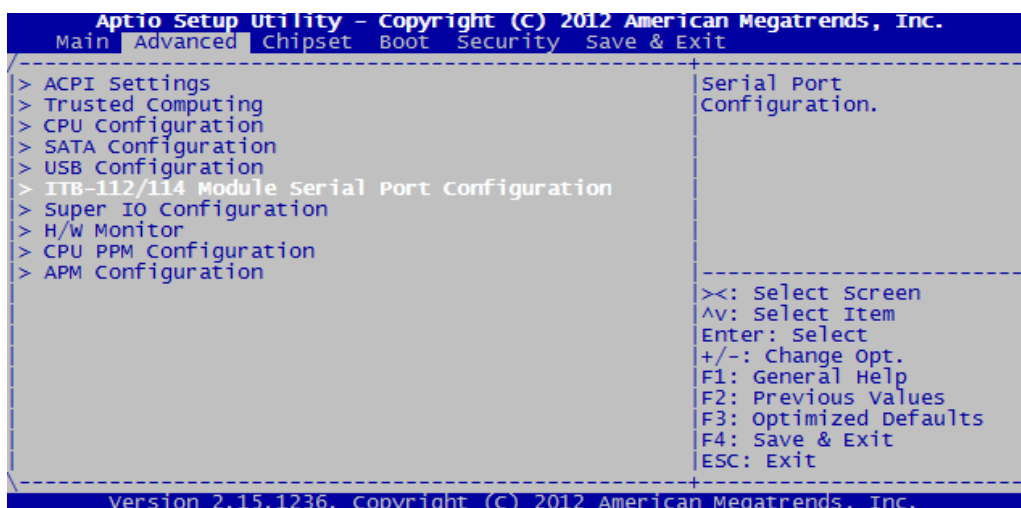 Aptio Setup Utility – Copyright (C) 2012 American Megatrends, Inc.
Main Advanced Chipset Boot Security Save & Exit
/----------------------------------------------------+-------------------------
|> ACPI Settings |Serial Port
|> Trusted Computing |Configuration.
|> CPU Configuration |
|> SATA Configuration |
|> USB Configuration |
|> ITB-112/114 Module Serial Port Configuration |
|> Super IO Configuration |
|> H/W Monitor |
|> CPU PPM Configuration |
|> APM Configuration |-------------------------
| |><: Select Screen
| |^v: Select Item
| |Enter: Select
| |+/-: Change Opt.
| |F1: General Help
| |F2: Previous Values
| |F3: Optimized Defaults
| |F4: Save & Exit
| |ESC: Exit
\----------------------------------------------------+-------------------------
Version 2.15.1236. Copyright (C) 2012 American Megatrends, Inc.